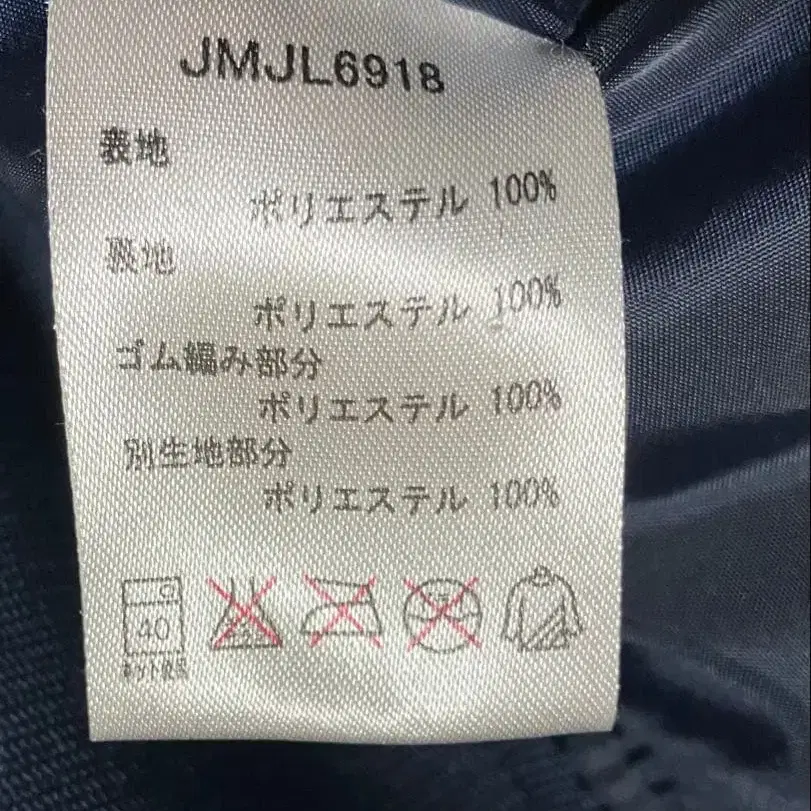 JMJL6918
表地
ポリエステル 100%
裏地
ポリエステル 100%
ゴム編み部分
ポリエステル 100%
別生地部分
ポリエステル 100%
40
ネット使用